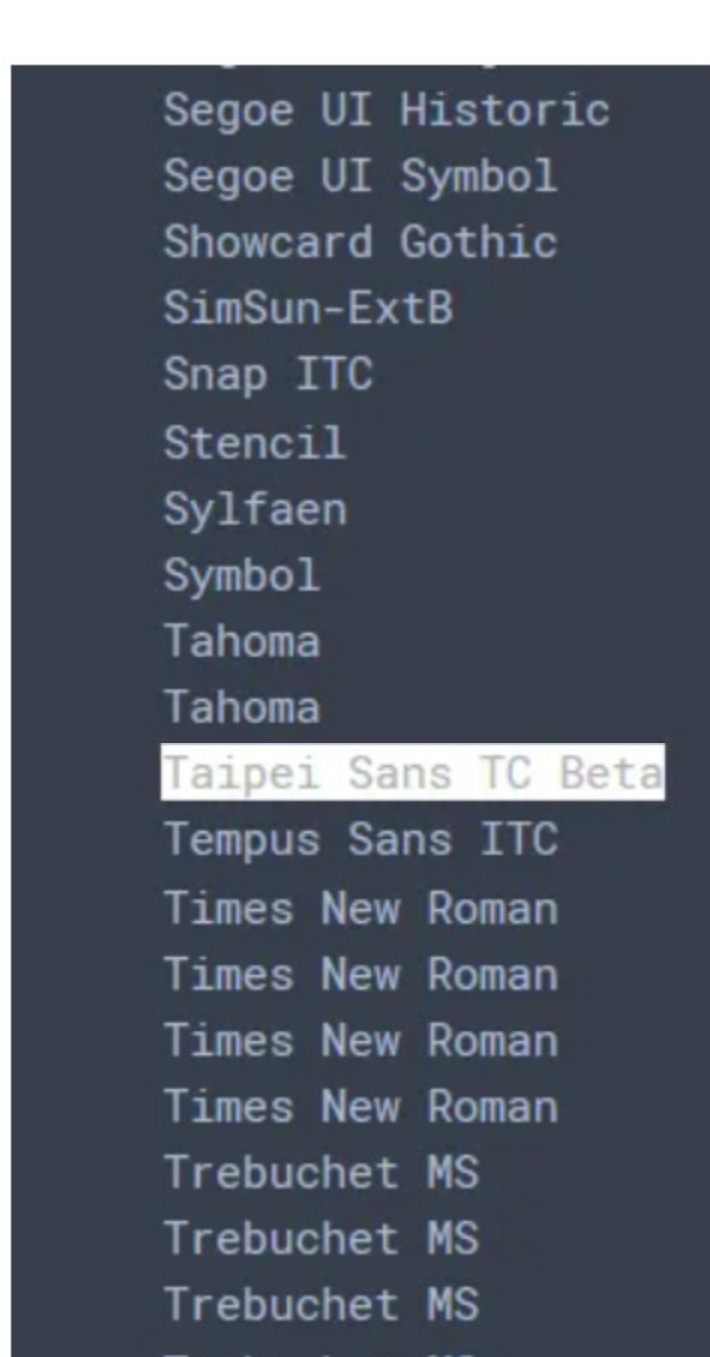 Segoe UI Historic
Segoe UI Symbol
Showcard Gothic
SimSun-ExtB
Snap ITC
Stencil
Sylfaen
Symbol
Tahoma
Tahoma
Taipei Sans TC Beta
Tempus Sans ITC
Times New Roman
Times New Roman
Times New Roman
Times New Roman
Trebuchet MS
Trebuchet MS
Trebuchet MS